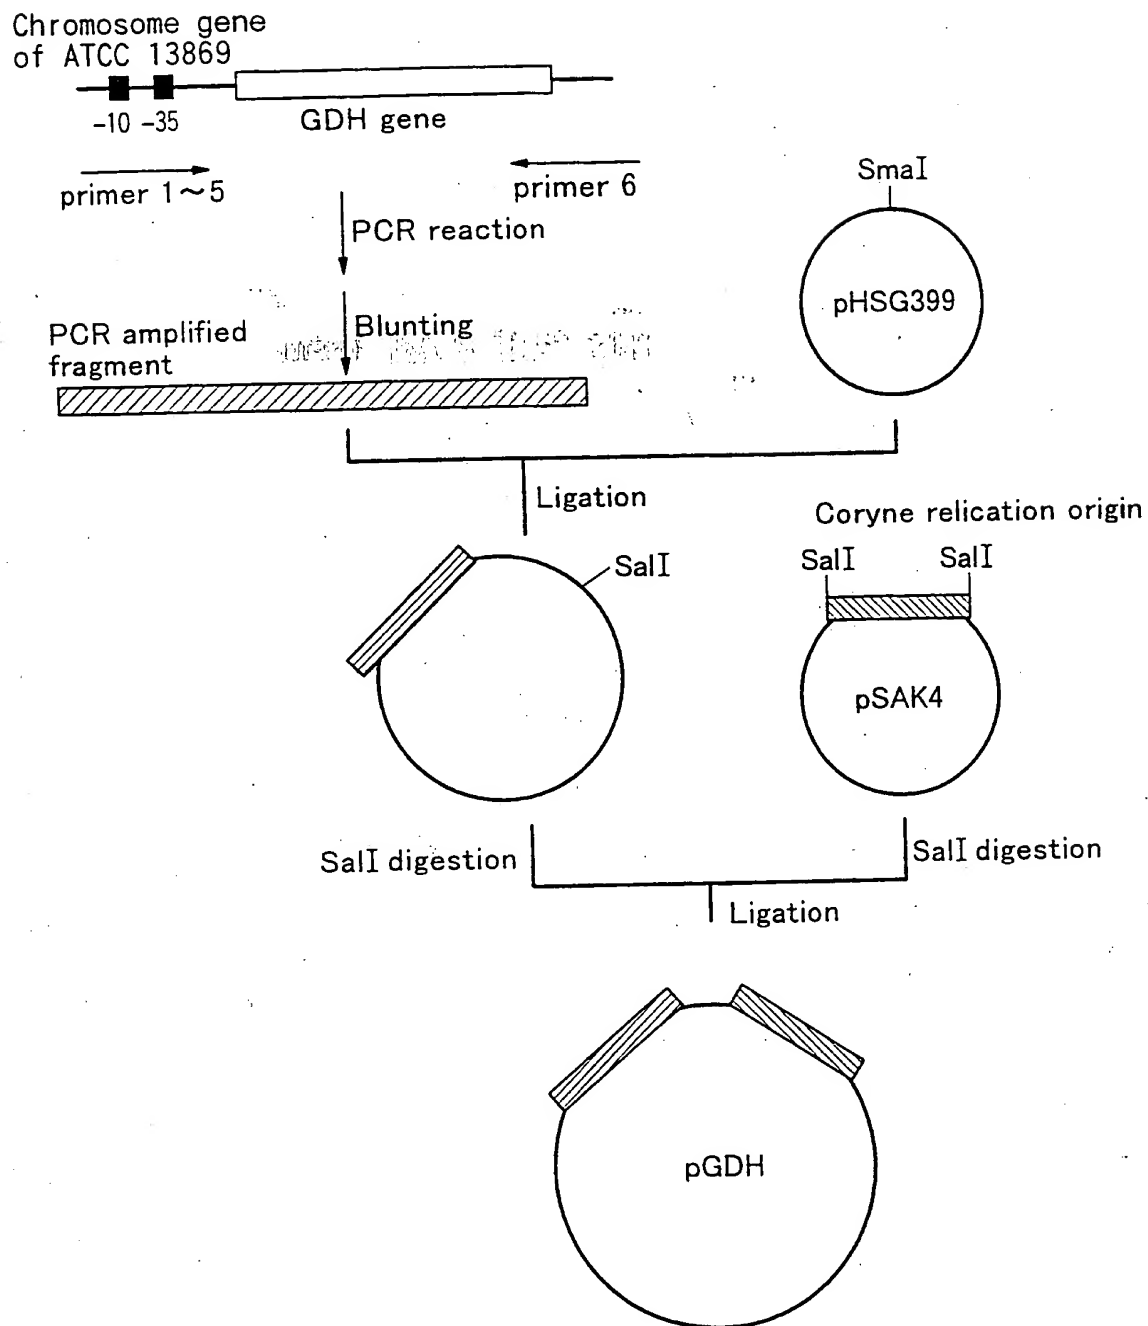 Chromosome gene
of ATCC 13869
-10 -35
GDH gene
primer 1~5
primer 6
SmaI
PCR reaction
pHSG399
Blunting
PCR amplified
fragment
Ligation
Coryne relication origin
SalI
SalI SalI
pSAK4
SalI digestion
SalI digestion
Ligation
pGDH